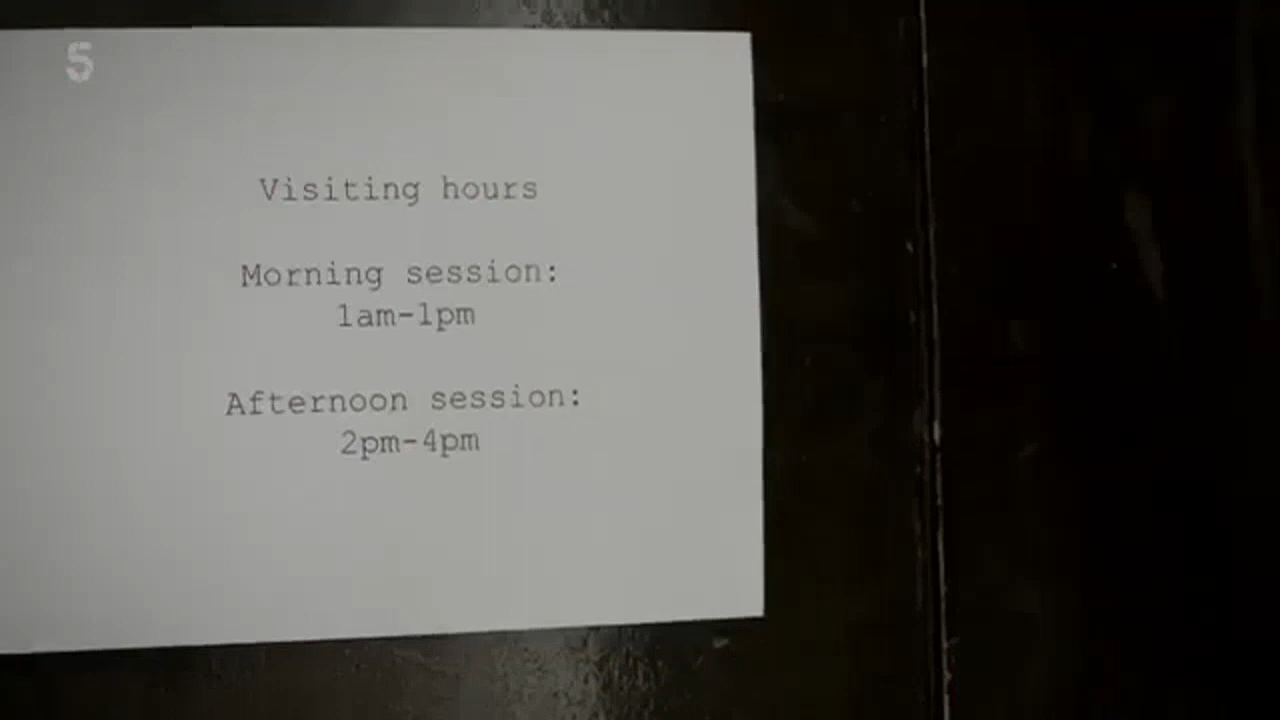 5
Visiting hours
Morning session:
1am-1pm
Afternoon session:
2pm-4pm